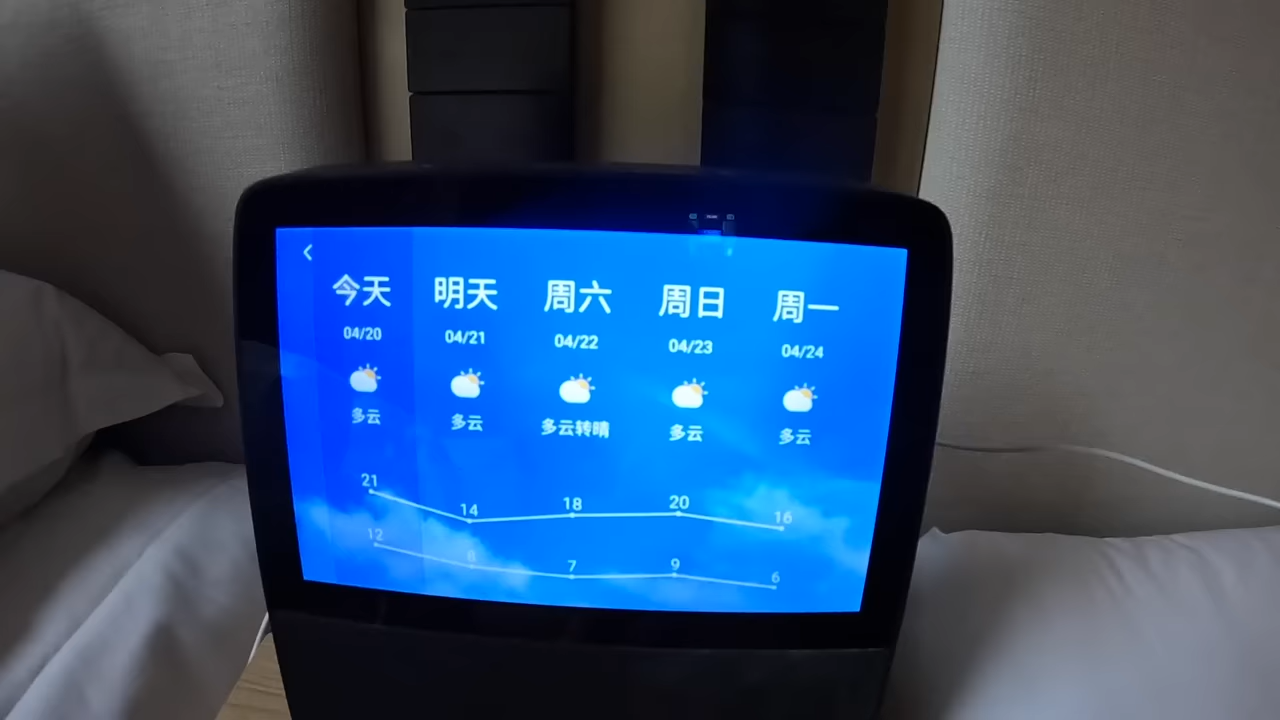 今天 明天 周六 周日 周一
04/20 04/21 04/22 04/23 04/24
多云 多云 多云转晴 多云 多云
21 14 18 20 16
12 8 7 9 6